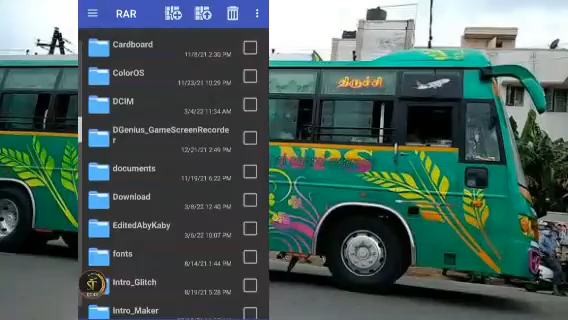 RAR
Cardboard
11/8/21 2:30 PM
ColorOS
11/23/21 10:29 PM
DCIM
3/4/22 11:34 AM
DGenius_GameScreenRecorde
r
12/21/21 2:49 PM
documents
11/19/21 6:22 PM
Download
3/8/22 12:40 PM
EditedAbyKaby
3/6/22 10:07 PM
fonts
8/14/21 1:44 PM
Intro_Glitch
8/19/21 5:28 PM
Intro_Maker
திருச்சி
NPS